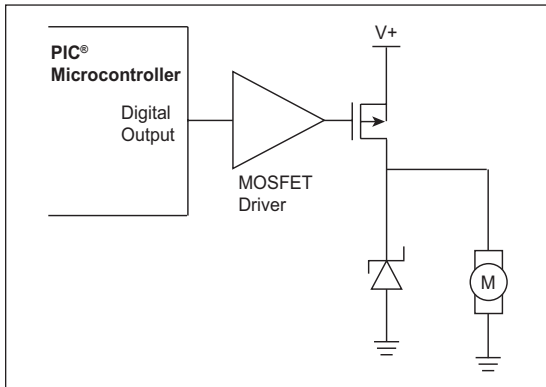 PIC®
Microcontroller
Digital
Output
MOSFET
Driver
V+
M